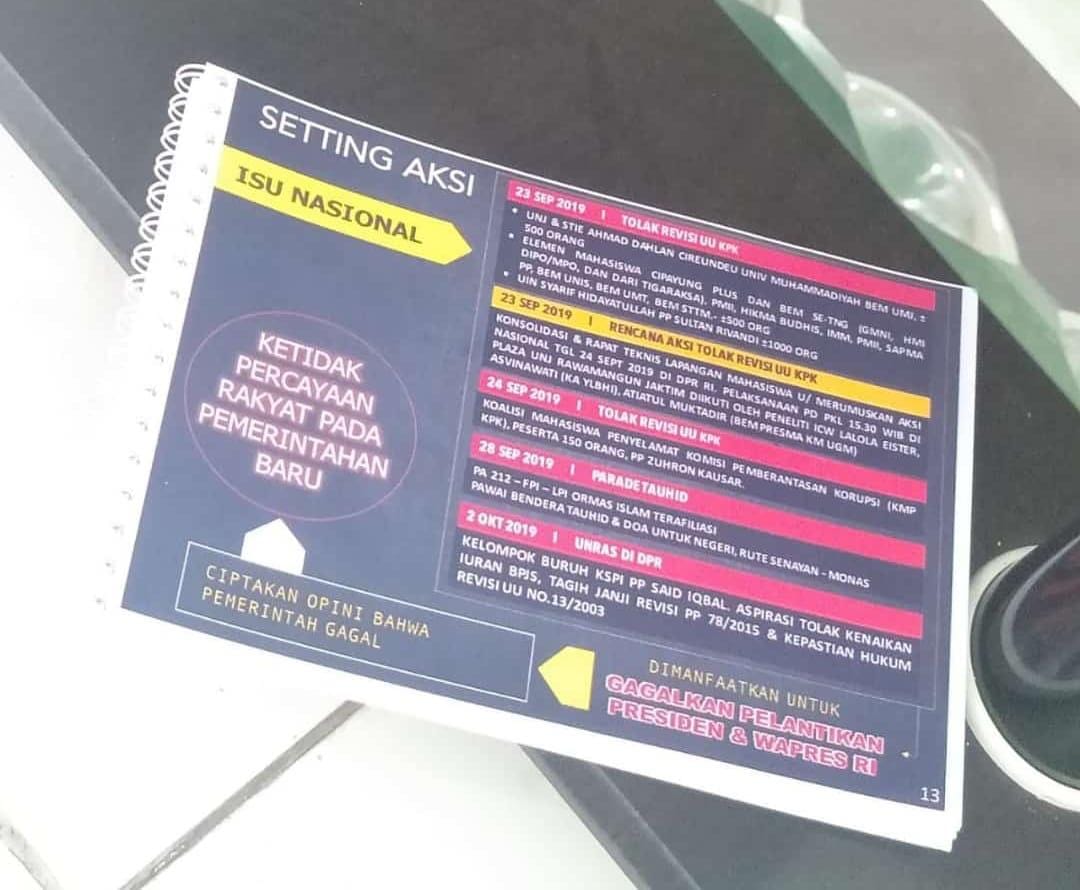 SETTING AKSI
ISU NASIONAL
KETIDAK
PERCAYAAN
RAKYAT PADA
PEMERINTAHAN
BARU
CIPTAKAN OPINI BAHWA
PEMERINTAH GAGAL
23 SEP 2019 | TOLAK REVISI UU KPK
• UNJ & STIE AHMAD DAHLAN CIREUNDEU UNIV MUHAMMADIYAH BEM UMJ, ±
500 ORANG
• ELEMEN MAHASISWA CIPAYUNG PLUS DAN BEM SE-TNG (GMNI, HMI
DIPO/MPO, DAN DARI TIGARAKSA). PMII, HIKMA BUDHIS, IMM, PMII, SAPMA
PP, BEM UNIS, BEM UMT, BEM STTM.- ±500 ORG
• UIN SYARIF HIDAYATULLAH PP SULTAN RIVANDI ±1000 ORG
23 SEP 2019 | RENCANA AKSI TOLAK REVISI UU KPK
KONSOLIDASI & RAPAT TEKNIS LAPANGAN MAHASISWA U/ MERUMUSKAN AKSI
NASIONAL TGL 24 SEPT 2019 DI DPR RI. PELAKSANAAN PD PKL 15.30 WIB DI
PLAZA UNJ RAWAMANGUN JAKTIM DIIKUTI OLEH PENELITI ICW LALOLA EISTER,
ASVINAWATI (KA YLBHI), ATIATUL MUKTADIR (BEM PRESMA KM UGM)
24 SEP 2019 | TOLAK REVISI UU KPK
KOALISI MAHASISWA PENYELAMAT KOMISI PEMBERANTASAN KORUPSI (KMP
KPK), PESERTA 150 ORANG, PP ZUHRON KAUSAR.
28 SEP 2019 | PARADE TAUHID
PA 212 – FPI – LPI ORMAS ISLAM TERAFILIASI
PAWAI BENDERA TAUHID & DOA UNTUK NEGERI, RUTE SENAYAN - MONAS
2 OKT 2019 | UNRAS DI DPR
KELOMPOK BURUH KSPI PP SAID IQBAL. ASPIRASI TOLAK KENAIKAN
IURAN BPJS, TAGIH JANJI REVISI PP 78/2015 & KEPASTIAN HUKUM
REVISI UU NO.13/2003
DIMANFAATKAN UNTUK
GAGALKAN PELANTIKAN
PRESIDEN & WAPRES RI
13